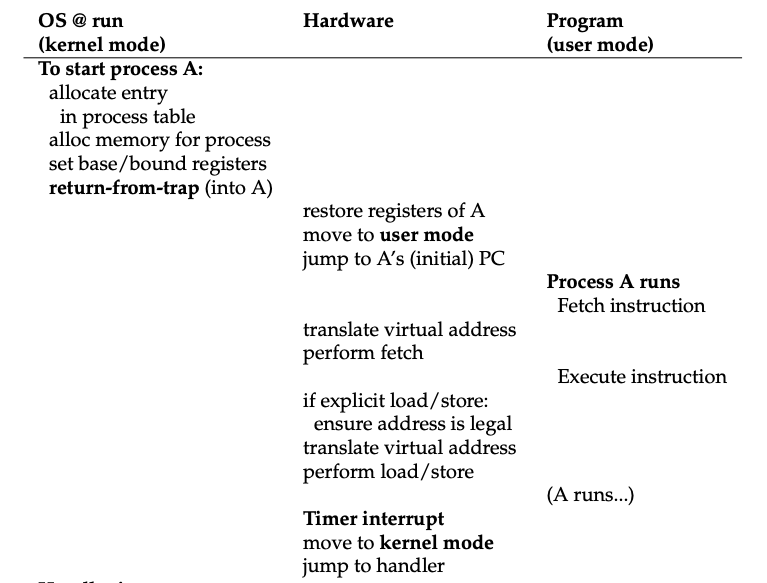 OS @ run Hardware Program
(kernel mode) (user mode)
To start process A:
allocate entry
in process table
alloc memory for process
set base/bound registers
return-from-trap (into A)
restore registers of A
move to user mode
jump to A's (initial) PC
Process A runs
Fetch instruction
translate virtual address
perform fetch
Execute instruction
if explicit load/store:
ensure address is legal
translate virtual address
perform load/store
(A runs...)
Timer interrupt
move to kernel mode
jump to handler